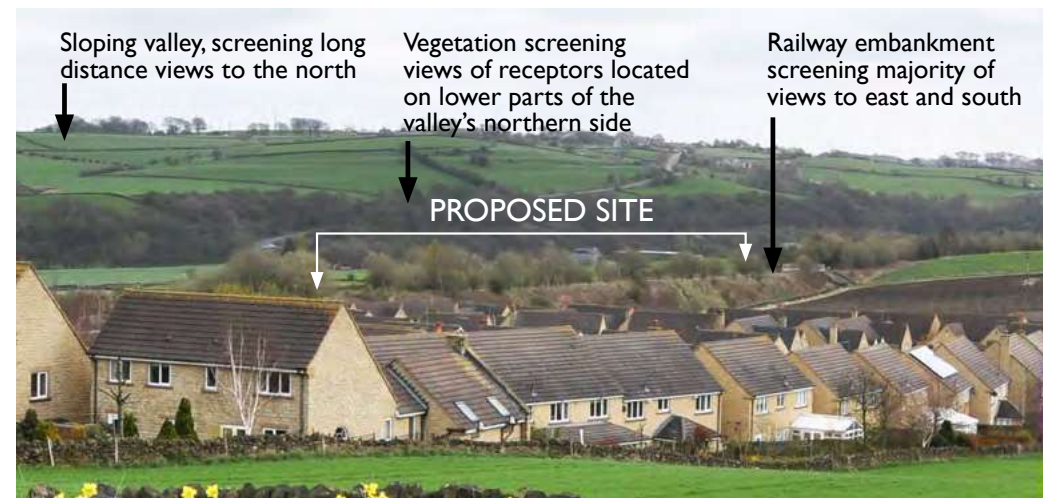 Sloping valley, screening long
distance views to the north
Vegetation screening
views of receptors located
on lower parts of the
valley’s northern side
Railway embankment
screening majority of
views to east and south
PROPOSED SITE